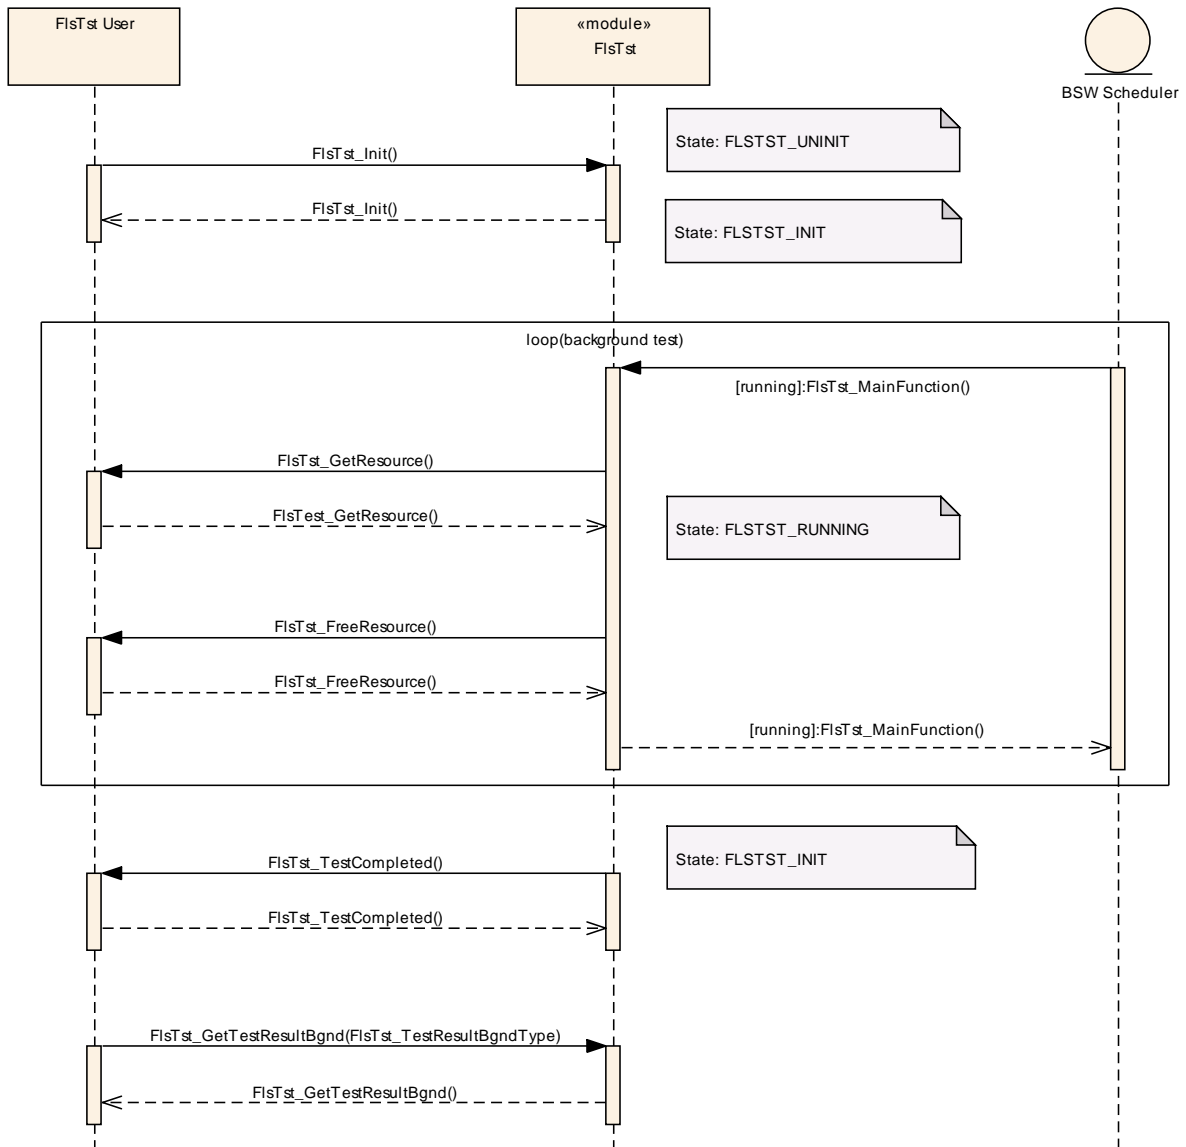 FlsTst User
«module»
FlsTst
BSW Scheduler
State: FLSTST_UNINIT
FlsTst_Init()
FlsTst_Init()
State: FLSTST_INIT
loop(background test)
[running]:FlsTst_MainFunction()
FlsTst_GetResource()
FlsTest_GetResource()
State: FLSTST_RUNNING
FlsTst_FreeResource()
FlsTst_FreeResource()
[running]:FlsTst_MainFunction()
State: FLSTST_INIT
FlsTst_TestCompleted()
FlsTst_TestCompleted()
FlsTst_GetTestResultBgnd(FlsTst_TestResultBgndType)
FlsTst_GetTestResultBgnd()